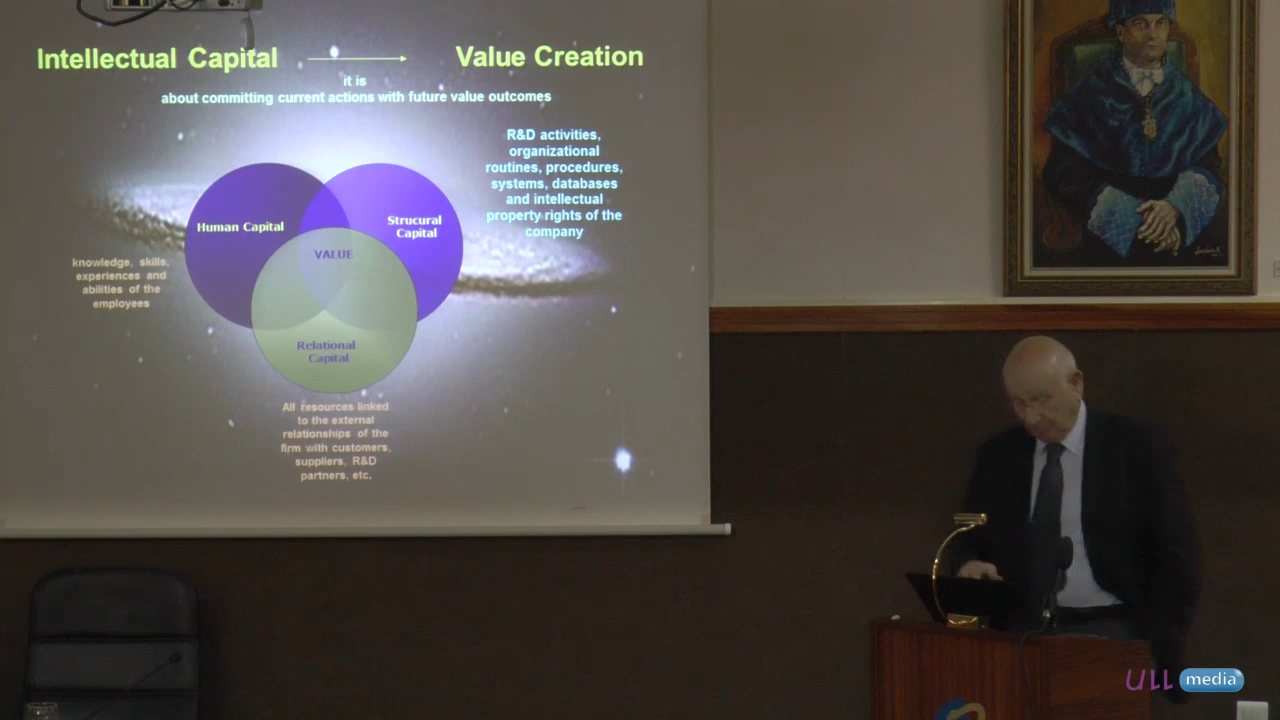 Intellectual Capital
Value Creation
it is
about committing current actions with future value outcomes
R&D activities,
organizational
routines, procedures,
systems, databases
and intellectual
property rights of the
company
Human Capital
Strucural
Capital
VALUE
knowledge, skills,
experiences and
abilities of the
employees
Relational
Capital
All resources linked
to the external
relationships of the
firm with customers,
suppliers, R&D
partners, etc.
ULL media